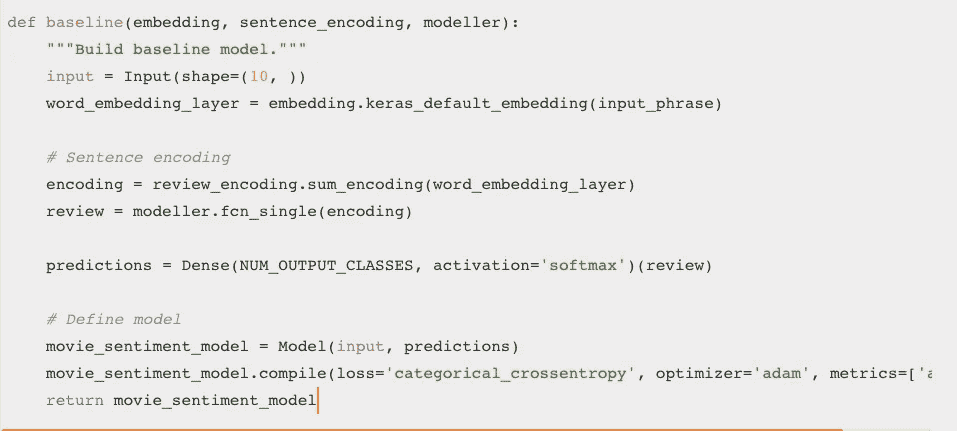 def baseline(embedding, sentence_encoding, modeller):
    """Build baseline model."""
    input = Input(shape=(10, ))
    word_embedding_layer = embedding.keras_default_embedding(input_phrase)
    # Sentence encoding
    encoding = review_encoding.sum_encoding(word_embedding_layer)
    review = modeller.fcn_single(encoding)
    predictions = Dense(NUM_OUTPUT_CLASSES, activation='softmax')(review)
    # Define model
    movie_sentiment_model = Model(input, predictions)
    movie_sentiment_model.compile(loss='categorical_crossentropy', optimizer='adam', metrics=['
    return movie_sentiment_model